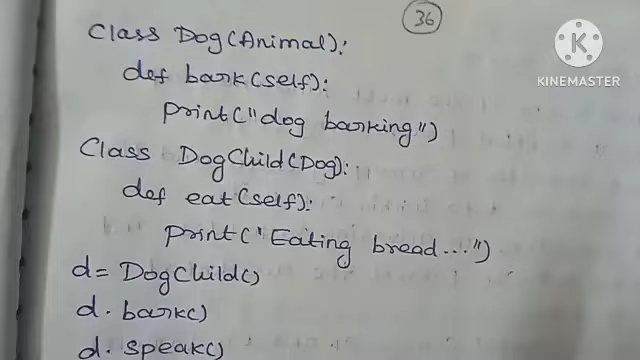 36
Class Dog(Animal):
def bark(self):
print("dog barking")
Class DogChild(Dog):
def eat(self):
print("Eating bread...")
d= DogChild()
d. bark()
d. speak()
K
KINEMASTER